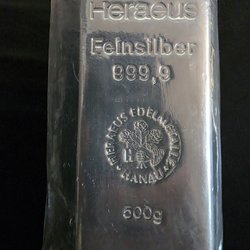 Heraeus
Feinsilber
999,9
HERAEUS EDELMETALLE
H
HANAU
500g